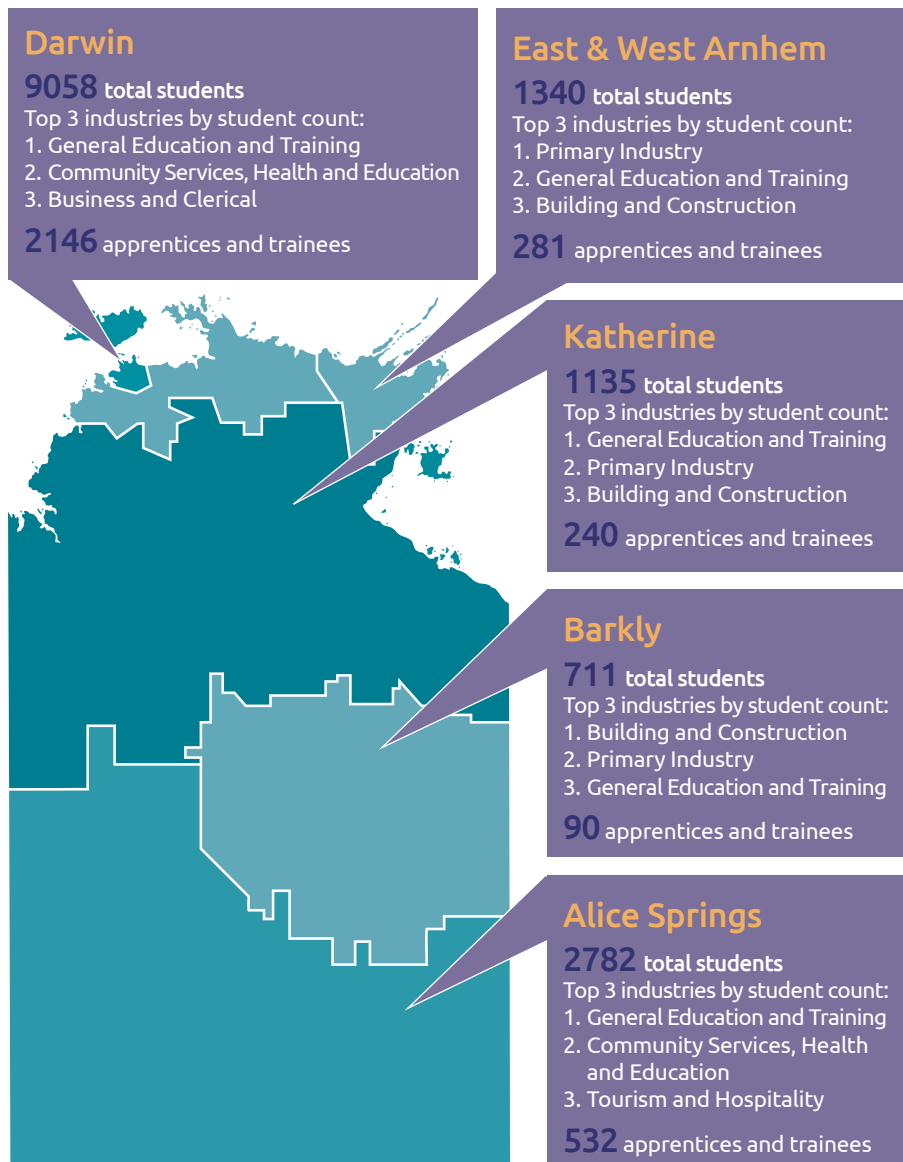 Darwin
9058 total students
Top 3 industries by student count:
1. General Education and Training
2. Community Services, Health and Education
3. Business and Clerical
2146 apprentices and trainees
East & West Arnhem
1340 total students
Top 3 industries by student count:
1. Primary Industry
2. General Education and Training
3. Building and Construction
281 apprentices and trainees
Katherine
1135 total students
Top 3 industries by student count:
1. General Education and Training
2. Primary Industry
3. Building and Construction
240 apprentices and trainees
Barkly
711 total students
Top 3 industries by student count:
1. Building and Construction
2. Primary Industry
3. General Education and Training
90 apprentices and trainees
Alice Springs
2782 total students
Top 3 industries by student count:
1. General Education and Training
2. Community Services, Health
and Education
3. Tourism and Hospitality
532 apprentices and trainees